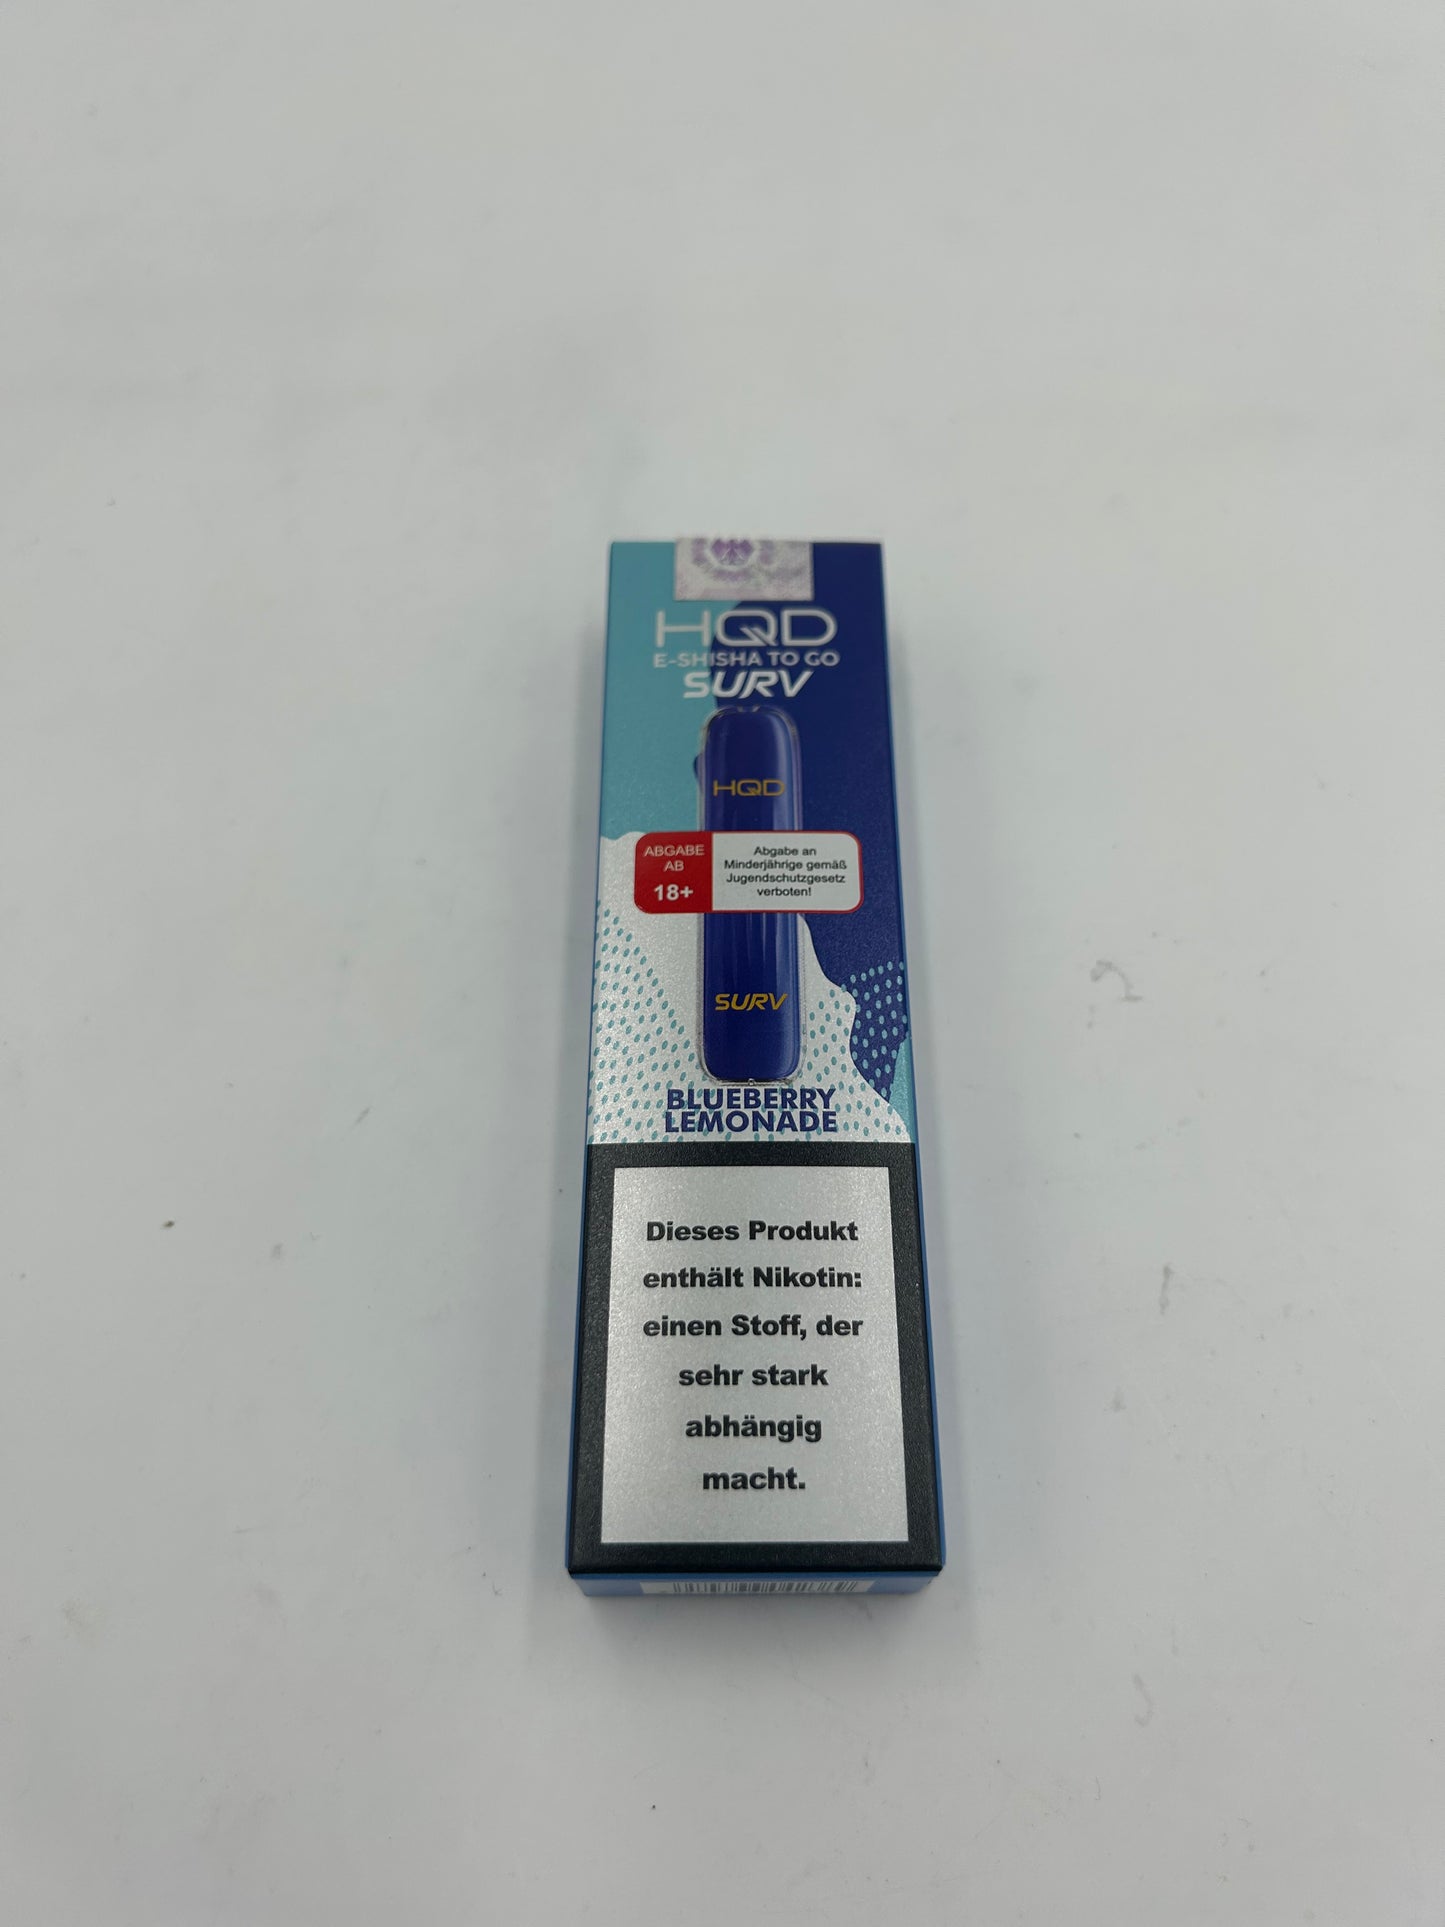 HQD
E-SHISHA TO GO
SURV
HQD
ABGABE
AB
18+
Abgabe an
Minderjährige gemäß
Jugendschutzgesetz
verboten!
SURV
BLUEBERRY
LEMONADE
Dieses Produkt
enthält Nikotin:
einen Stoff, der
sehr stark
abhängig
macht.